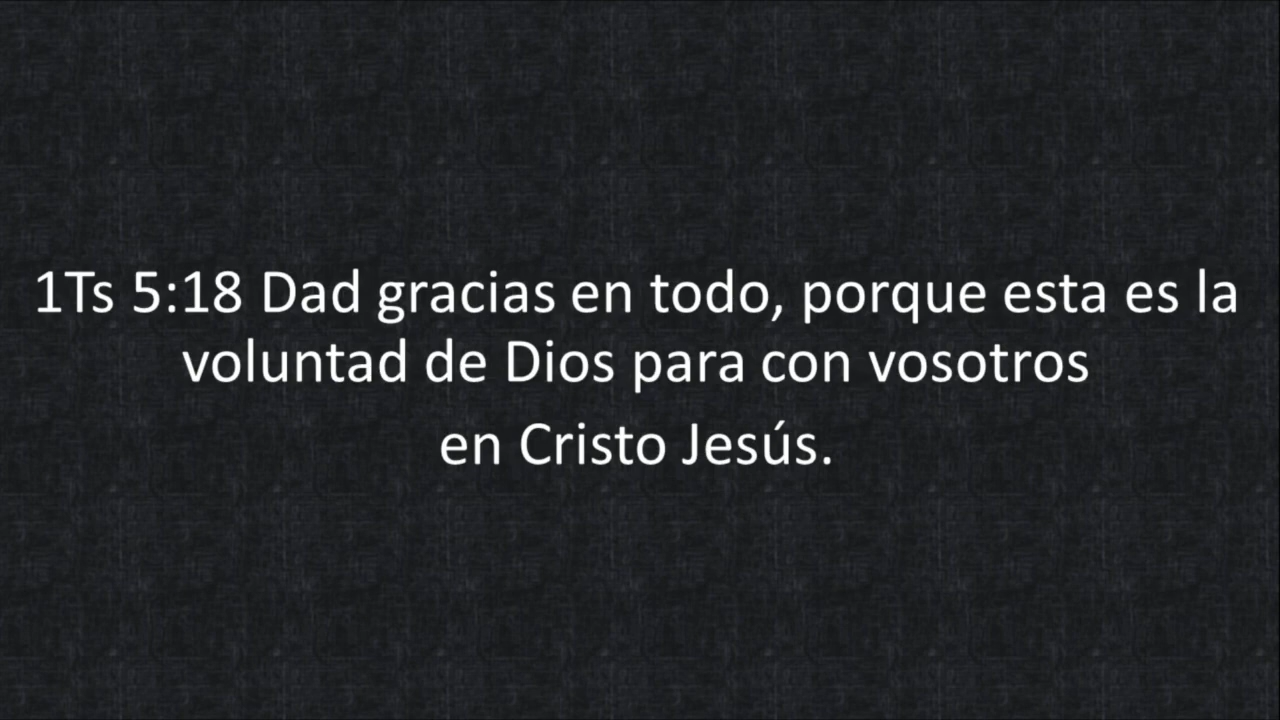 1Ts 5:18 Dad gracias en todo, porque esta es la
voluntad de Dios para con vosotros
en Cristo Jesús.